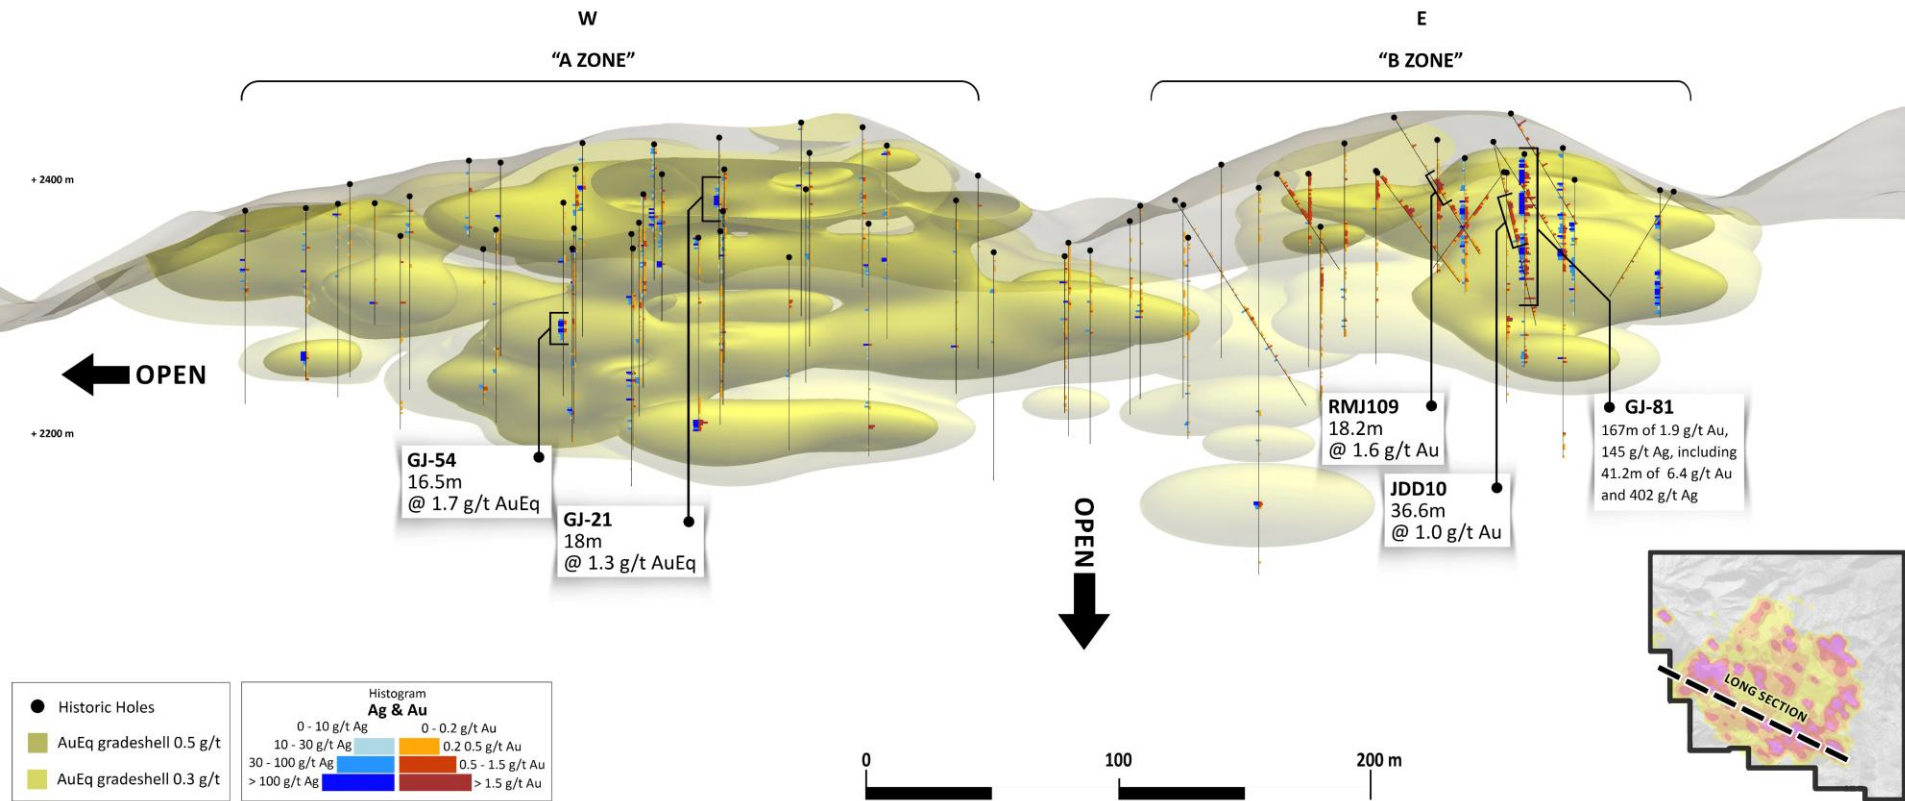 W
E
“A ZONE”
“B ZONE”
+ 2400 m
OPEN
+ 2200 m
GJ-54
16.5m
@ 1.7 g/t AuEq
GJ-21
18m
@ 1.3 g/t AuEq
OPEN
RMJ109
18.2m
@ 1.6 g/t Au
JDD10
36.6m
@ 1.0 g/t Au
GJ-81
167m of 1.9 g/t Au,
145 g/t Ag, including
41.2m of 6.4 g/t Au
and 402 g/t Ag
LONG SECTION
Historic Holes
AuEq gradeshell 0.5 g/t
AuEq gradeshell 0.3 g/t
Histogram
Ag & Au
0 - 10 g/t Ag
0 - 0.2 g/t Au
10 - 30 g/t Ag
0.2 0.5 g/t Au
30 - 100 g/t Ag
0.5 - 1.5 g/t Au
> 100 g/t Ag
> 1.5 g/t Au
0
100
200 m